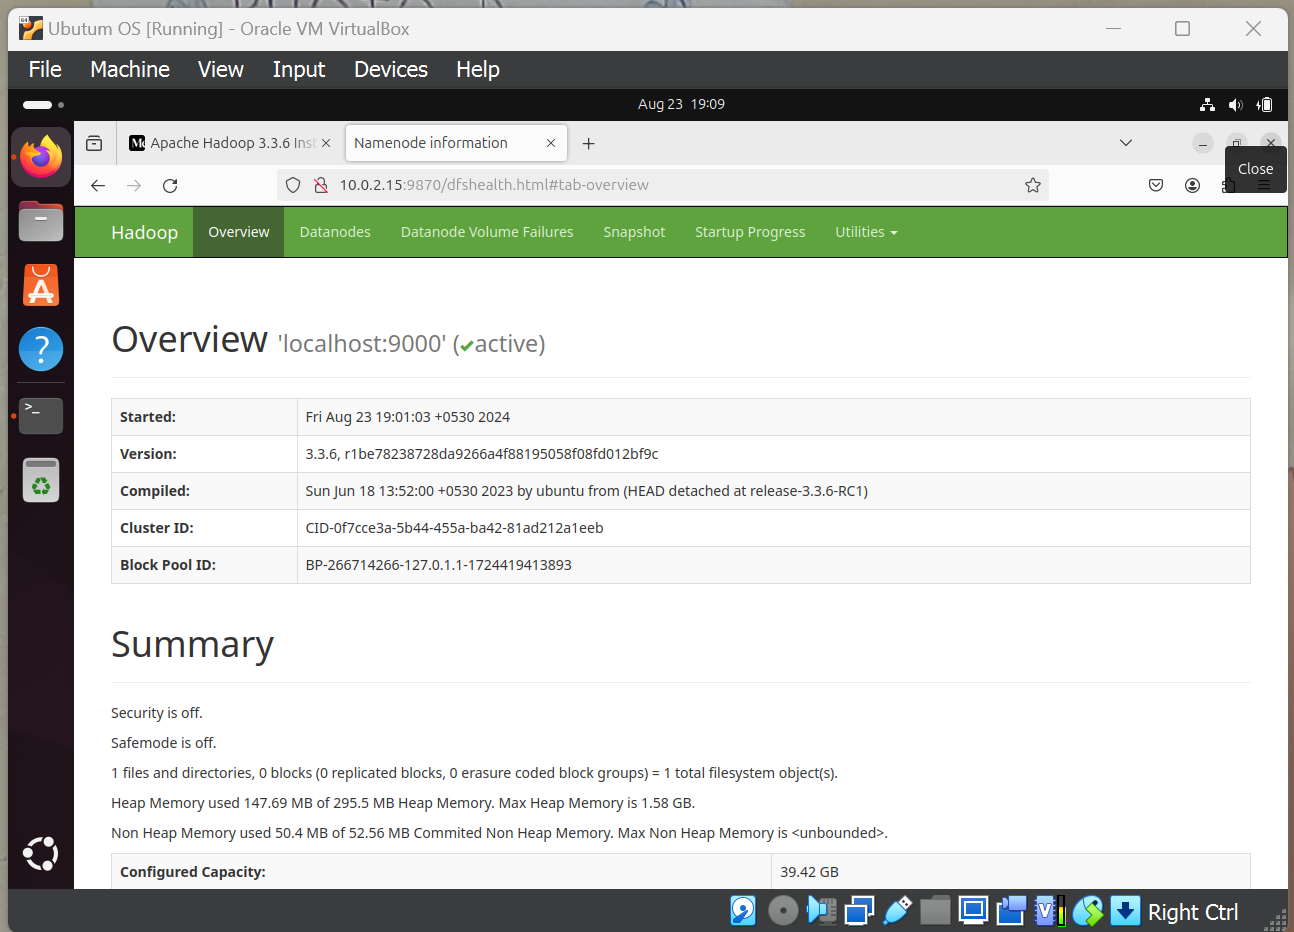 Ubutum OS [Running] - Oracle VM VirtualBox
File Machine View Input Devices Help
Aug 23 19:09
Apache Hadoop 3.3.6 Inst
Namenode information
Close
10.0.2.15:9870/dfshealth.html#tab-overview
Hadoop Overview Datanodes Datanode Volume Failures Snapshot Startup Progress Utilities
Overview 'localhost:9000' (✔active)
Started: Fri Aug 23 19:01:03 +0530 2024
Version: 3.3.6, r1be78238728da9266a4f88195058f08fd012bf9c
Compiled: Sun Jun 18 13:52:00 +0530 2023 by ubuntu from (HEAD detached at release-3.3.6-RC1)
Cluster ID: CID-0f7cce3a-5b44-455a-ba42-81ad212a1eeb
Block Pool ID: BP-266714266-127.0.1.1-1724419413893
Summary
Security is off.
Safemode is off.
1 files and directories, 0 blocks (0 replicated blocks, 0 erasure coded block groups) = 1 total filesystem object(s).
Heap Memory used 147.69 MB of 295.5 MB Heap Memory. Max Heap Memory is 1.58 GB.
Non Heap Memory used 50.4 MB of 52.56 MB Commited Non Heap Memory. Max Non Heap Memory is <unbounded>.
Configured Capacity: 39.42 GB
Right Ctrl